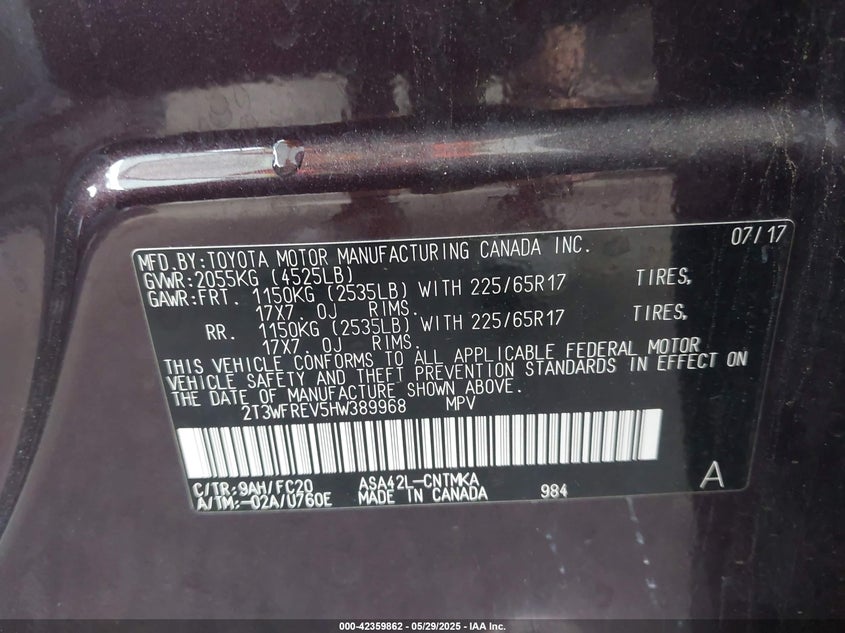 07/17
MFD.BY:TOYOTA MOTOR MANUFACTURING CANADA INC.
GVWR:2055KG (4525LB)
GAWR:FRT. 1150KG (2535LB) WITH 225/65R17 TIRES,
17X7. 0J RIMS.
RR. 1150KG (2535LB) WITH 225/65R17 TIRES,
17X7. 0J RIMS.
THIS VEHICLE CONFORMS TO ALL APPLICABLE FEDERAL MOTOR
VEHICLE SAFETY AND THEFT PREVENTION STANDARDS IN EFFECT ON
THE DATE OF MANUFACTURE SHOWN ABOVE.
2T3WFREV5HW389968 MPV
C/TR:9AH/FC20 ASA42L-CNTMKA
A/TM:-02A/U760E MADE IN CANADA 984 A
000-42359862 - 05/29/2025 - IAA Inc.